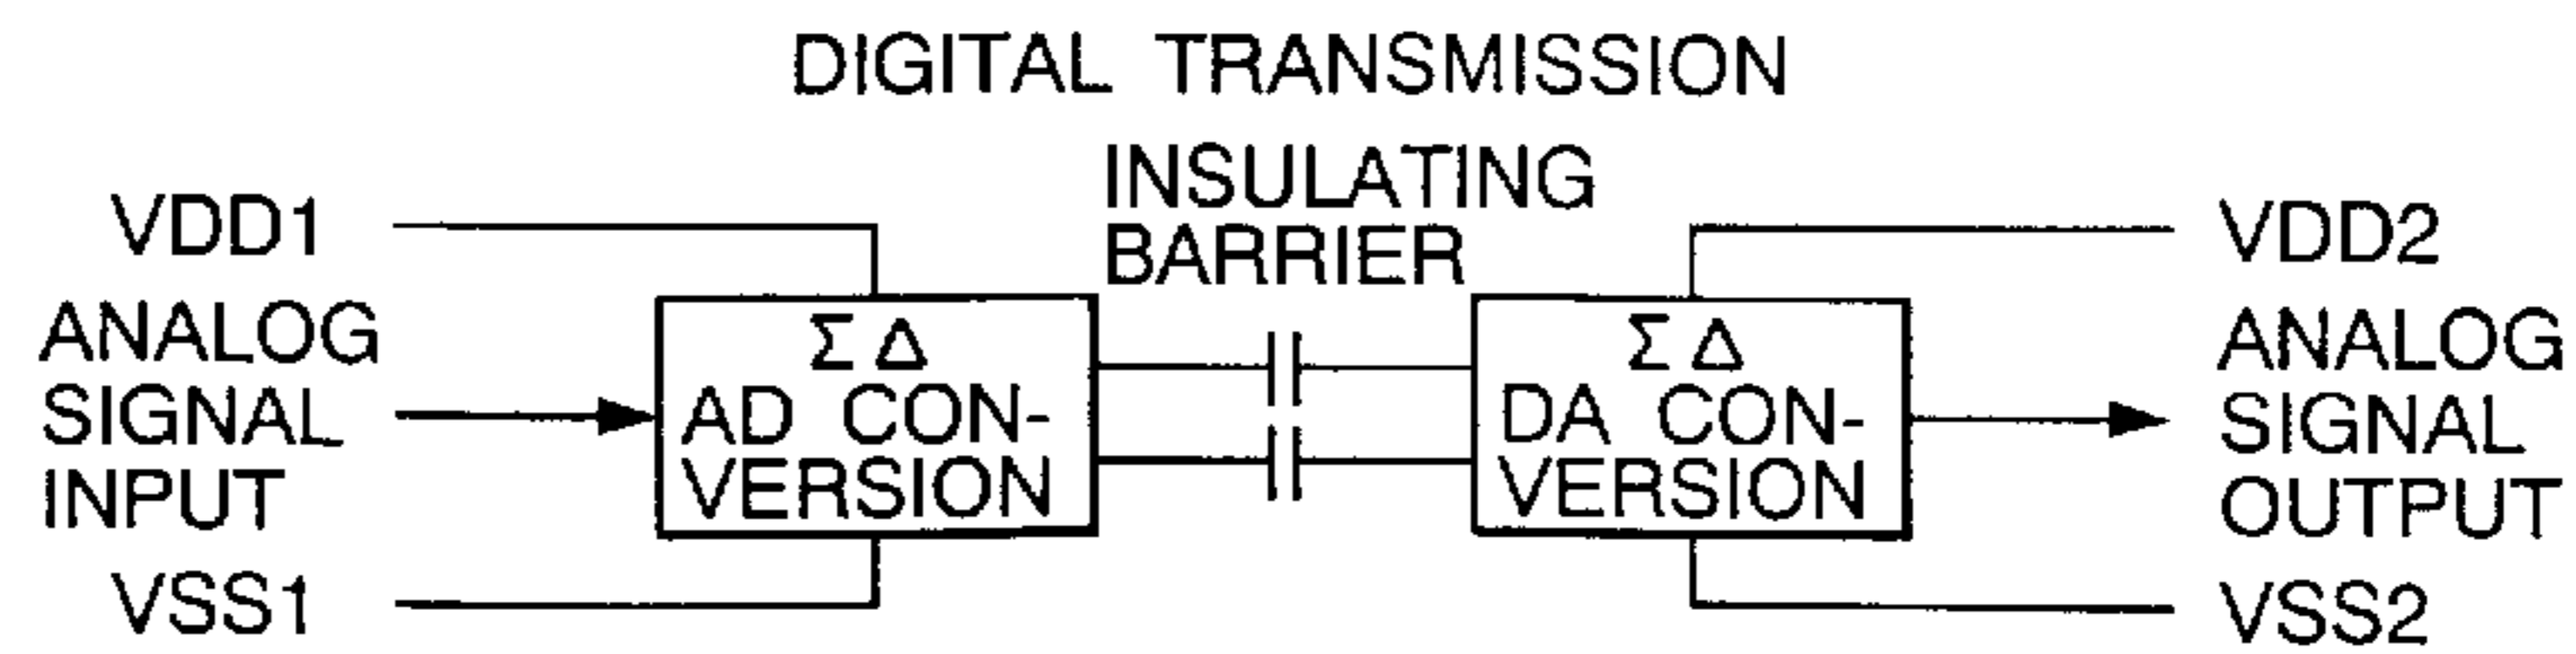 DIGITAL TRANSMISSION
INSULATING
BARRIER
VDD1
ANALOG
SIGNAL
INPUT
VSS1
ΣΔ
AD CON-
VERSION
ΣΔ
DA CON-
VERSION
VDD2
ANALOG
SIGNAL
OUTPUT
VSS2